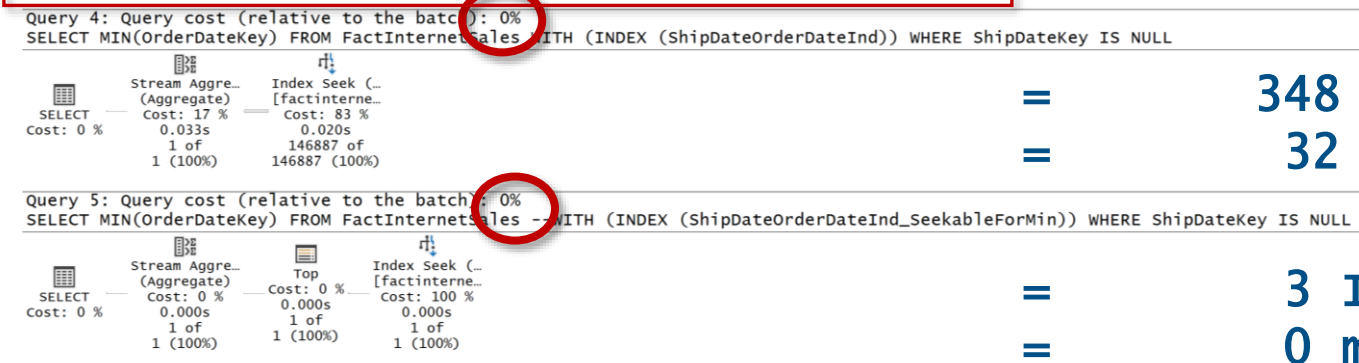 Query 4: Query cost (relative to the batch): 0%
SELECT MIN(OrderDateKey) FROM FactInternetSales WITH (INDEX (ShipDateOrderDateInd)) WHERE ShipDateKey IS NULL
SELECT
Cost: 0 %
Stream Aggre…
(Aggregate)
Cost: 17 %
0.033s
1 of
1 (100%)
Index Seek (…
[factinterne…
Cost: 83 %
0.020s
146887 of
146887 (100%)
= 348
= 32
Query 5: Query cost (relative to the batch): 0%
SELECT MIN(OrderDateKey) FROM FactInternetSales --WITH (INDEX (ShipDateOrderDateInd_SeekableForMin)) WHERE ShipDateKey IS NULL
SELECT
Cost: 0 %
Stream Aggre…
(Aggregate)
Cost: 0 %
0.000s
1 of
1 (100%)
Top
Cost: 0 %
0.000s
1 of
1 (100%)
Index Seek (…
[factinterne…
Cost: 100 %
0.000s
1 of
1 (100%)
= 3
= 0